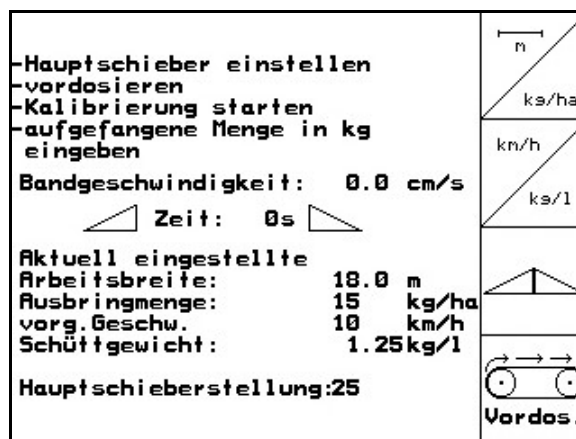 -Hauptschieber einstellen
-vordosieren
-Kalibrierung starten
-aufgefangene Menge in kg
eingeben
Bandgeschwindigkeit: 0.0 cm/s
Zeit: 0s
Aktuell eingestellte
Arbeitsbreite: 18.0 m
Ausbringmenge: 15 kg/ha
vorg.Geschw. 10 km/h
Schüttgewicht: 1.25kg/l
Hauptschieberstellung:25
m
kg/ha
km/h
kg/l
Vordos.